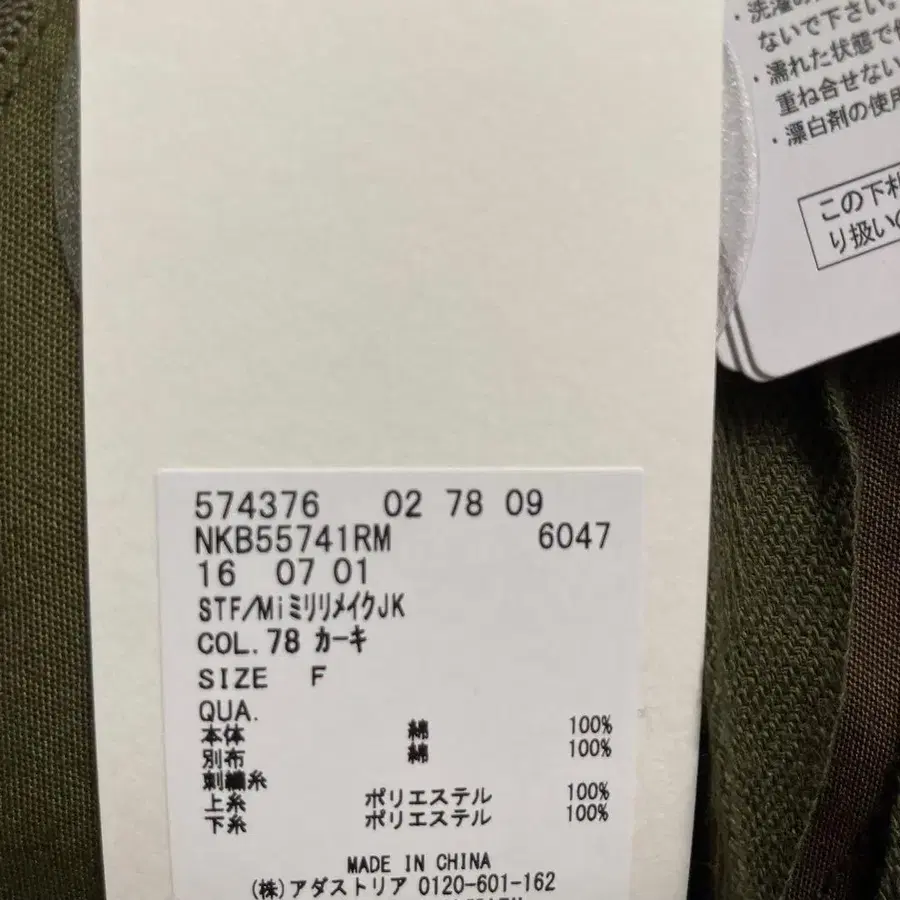 ・洗濯の
ないで下さい。
・濡れた状態で
重ね合せない
・漂白剤の使用
この下札
り扱いの
574376 02 78 09
NKB55741RM 6047
16 07 01
STF/MiミリリメイクJK
COL.78 カーキ
SIZE F
QUA.
本体 綿 100%
別布 綿 100%
刺繍糸
上糸 ポリエステル 100%
下糸 ポリエステル 100%
MADE IN CHINA
(株)アダストリア 0120-601-162